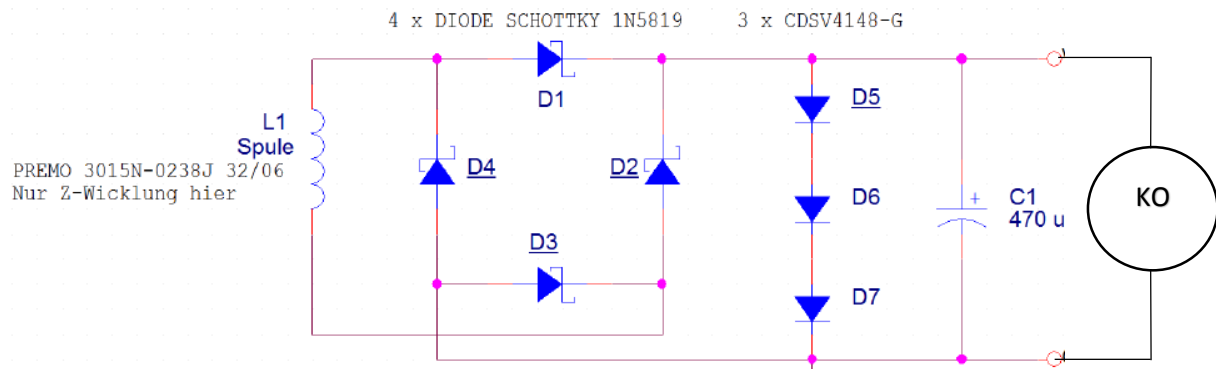 4 x DIODE SCHOTTKY 1N5819
3 x CDSV4148-G
D1
D5
L1
Spule
PREMO 3015N-0238J 32/06
Nur Z-Wicklung hier
D4
D2
D6
+
C1
470 u
KO
D3
D7